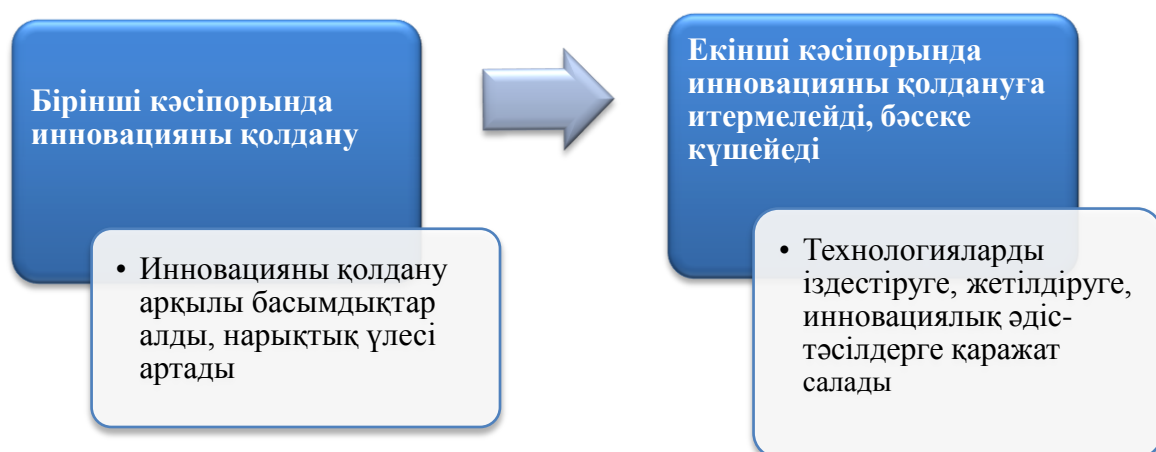 Бірінші кәсіпорында
инновацияны қолдану
• Инновацияны қолдану
арқылы басымдықтар
алды, нарықтық үлесі
артады
Екінші кәсіпорында
инновацияны қолдануға
итермелейді, бәсеке
күшейеді
• Технологиярларды
іздестіруге, жетілдіруге,
инновациялық әдіс-
тәсілдерге қаражат
салады